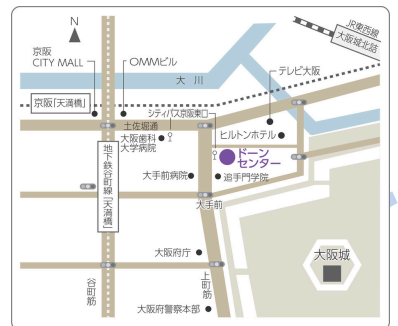 N
JR東西線
大阪城北詰
京阪
CITY MALL
OMMビル
大川
テレビ大阪
京阪「天満橋」
シティバス京阪東口
土佐堀通
ヒルトンホテル
大阪歯科
大学病院
ドーン
センター
地下鉄谷町線「天満橋」
大手前病院
追手門学院
大手前
大阪府庁
大阪城
谷町筋
上町筋
大阪府警察本部